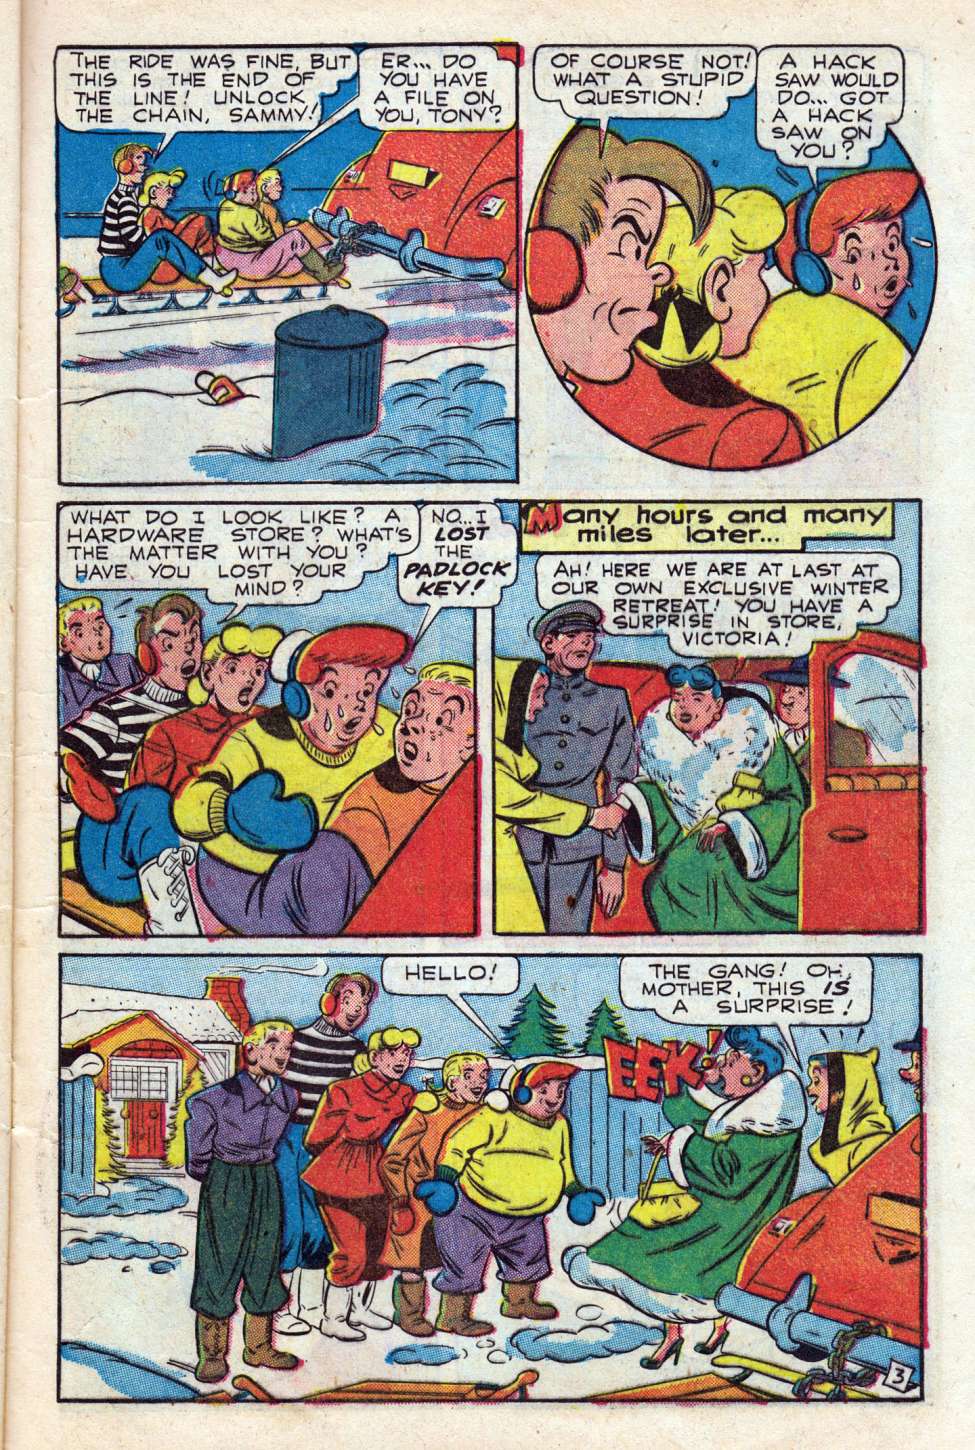 THE RIDE WAS FINE, BUT
THIS IS THE END OF
THE LINE! UNLOCK
THE CHAIN, SAMMY!
ER... DO
YOU HAVE
A FILE ON
YOU, TONY?
OF COURSE NOT!
WHAT A STUPID
QUESTION!
A HACK
SAW WOULD
DO... GOT
A HACK
SAW ON
YOU?
WHAT DO I LOOK LIKE? A
HARDWARE STORE? WHAT'S
THE MATTER WITH YOU?
HAVE YOU LOST YOUR
MIND?
NO...I
LOST
THE
PADLOCK
KEY!
Many hours and many
miles later...
AH! HERE WE ARE AT LAST AT
OUR OWN EXCLUSIVE WINTER
RETREAT! YOU HAVE A
SURPRISE IN STORE,
VICTORIA!
HELLO!
THE GANG! OH,
MOTHER, THIS IS
A SURPRISE!
EEK!
3